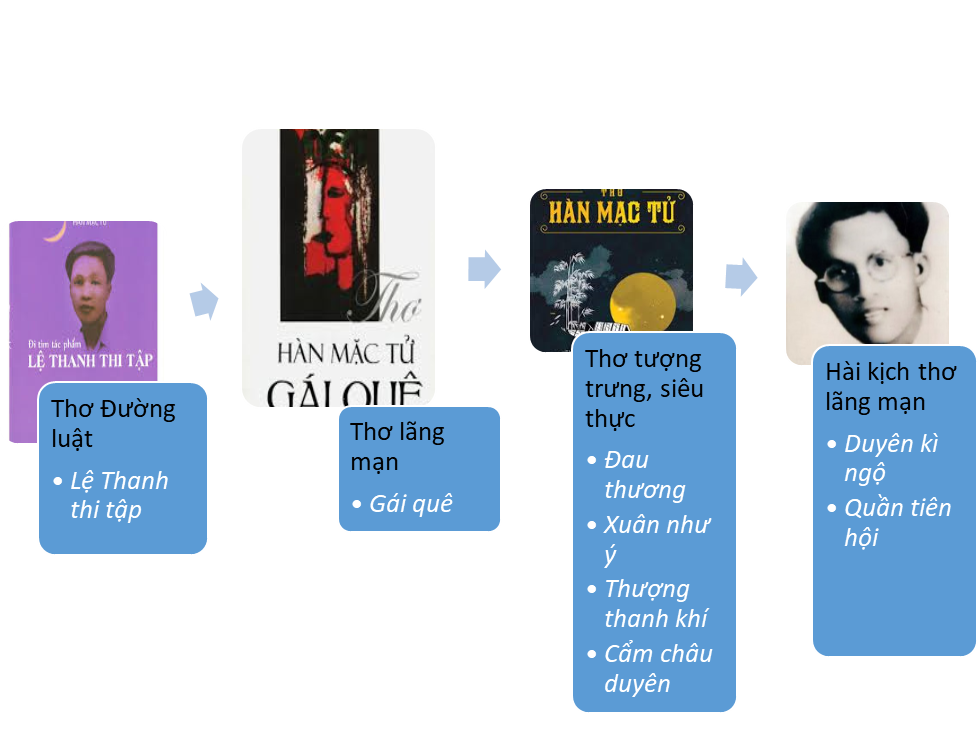 HÀN MẠC TỬ
Đi tìm tác phẩm
LỆ THANH THI TẬP
Thơ Đường
luật
• Lệ Thanh
thi tập
Thơ
HÀN MẶC TỬ
GÁI QUÊ
Thơ lãng
mạn
• Gái quê
THƠ
HÀN MẠC TỬ
Thơ tượng
trưng, siêu
thực
• Đau
thương
• Xuân như
ý
• Thượng
thanh khí
• Cẩm châu
duyên
Hài kịch thơ
lãng mạn
• Duyên kì
ngộ
• Quần tiên
hội